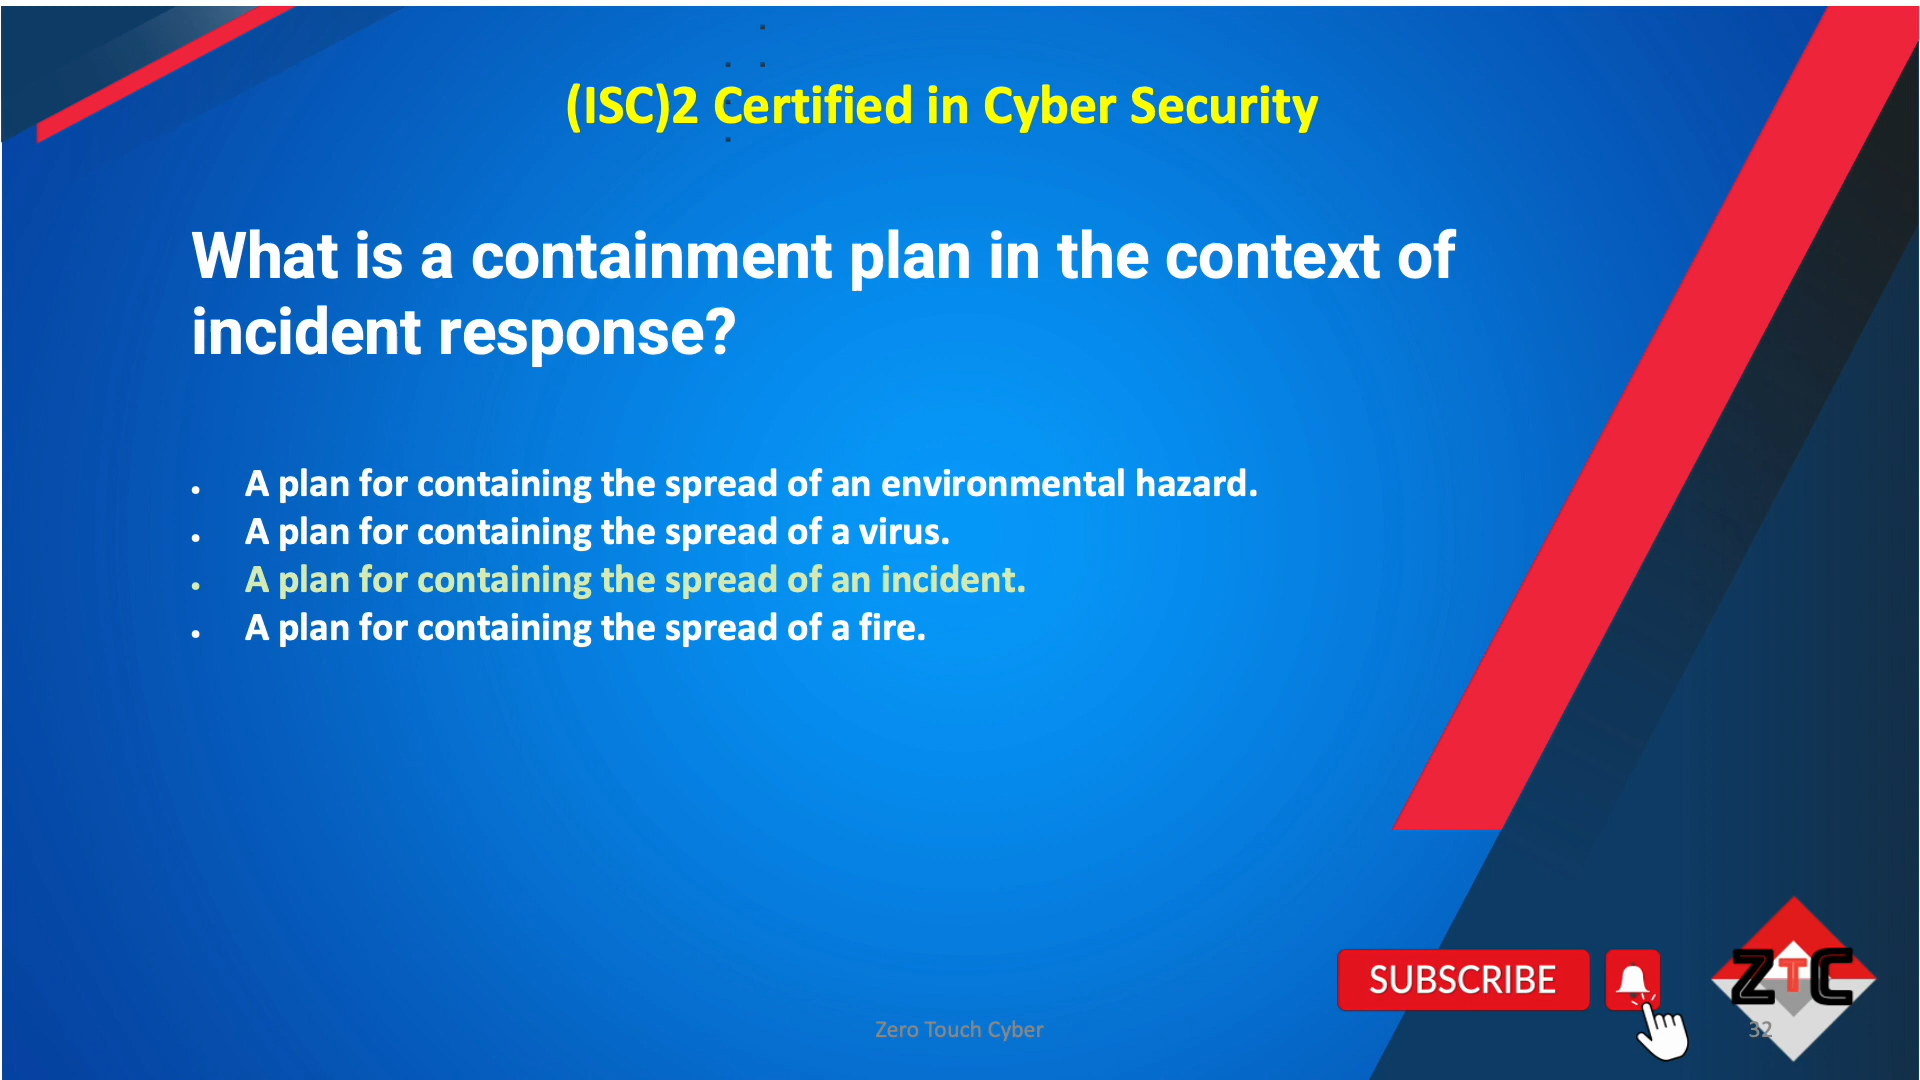 (ISC)2 Certified in Cyber Security
What is a containment plan in the context of
incident response?
• A plan for containing the spread of an environmental hazard.
• A plan for containing the spread of a virus.
• A plan for containing the spread of an incident.
• A plan for containing the spread of a fire.
SUBSCRIBE
ZTC
Zero Touch Cyber
32